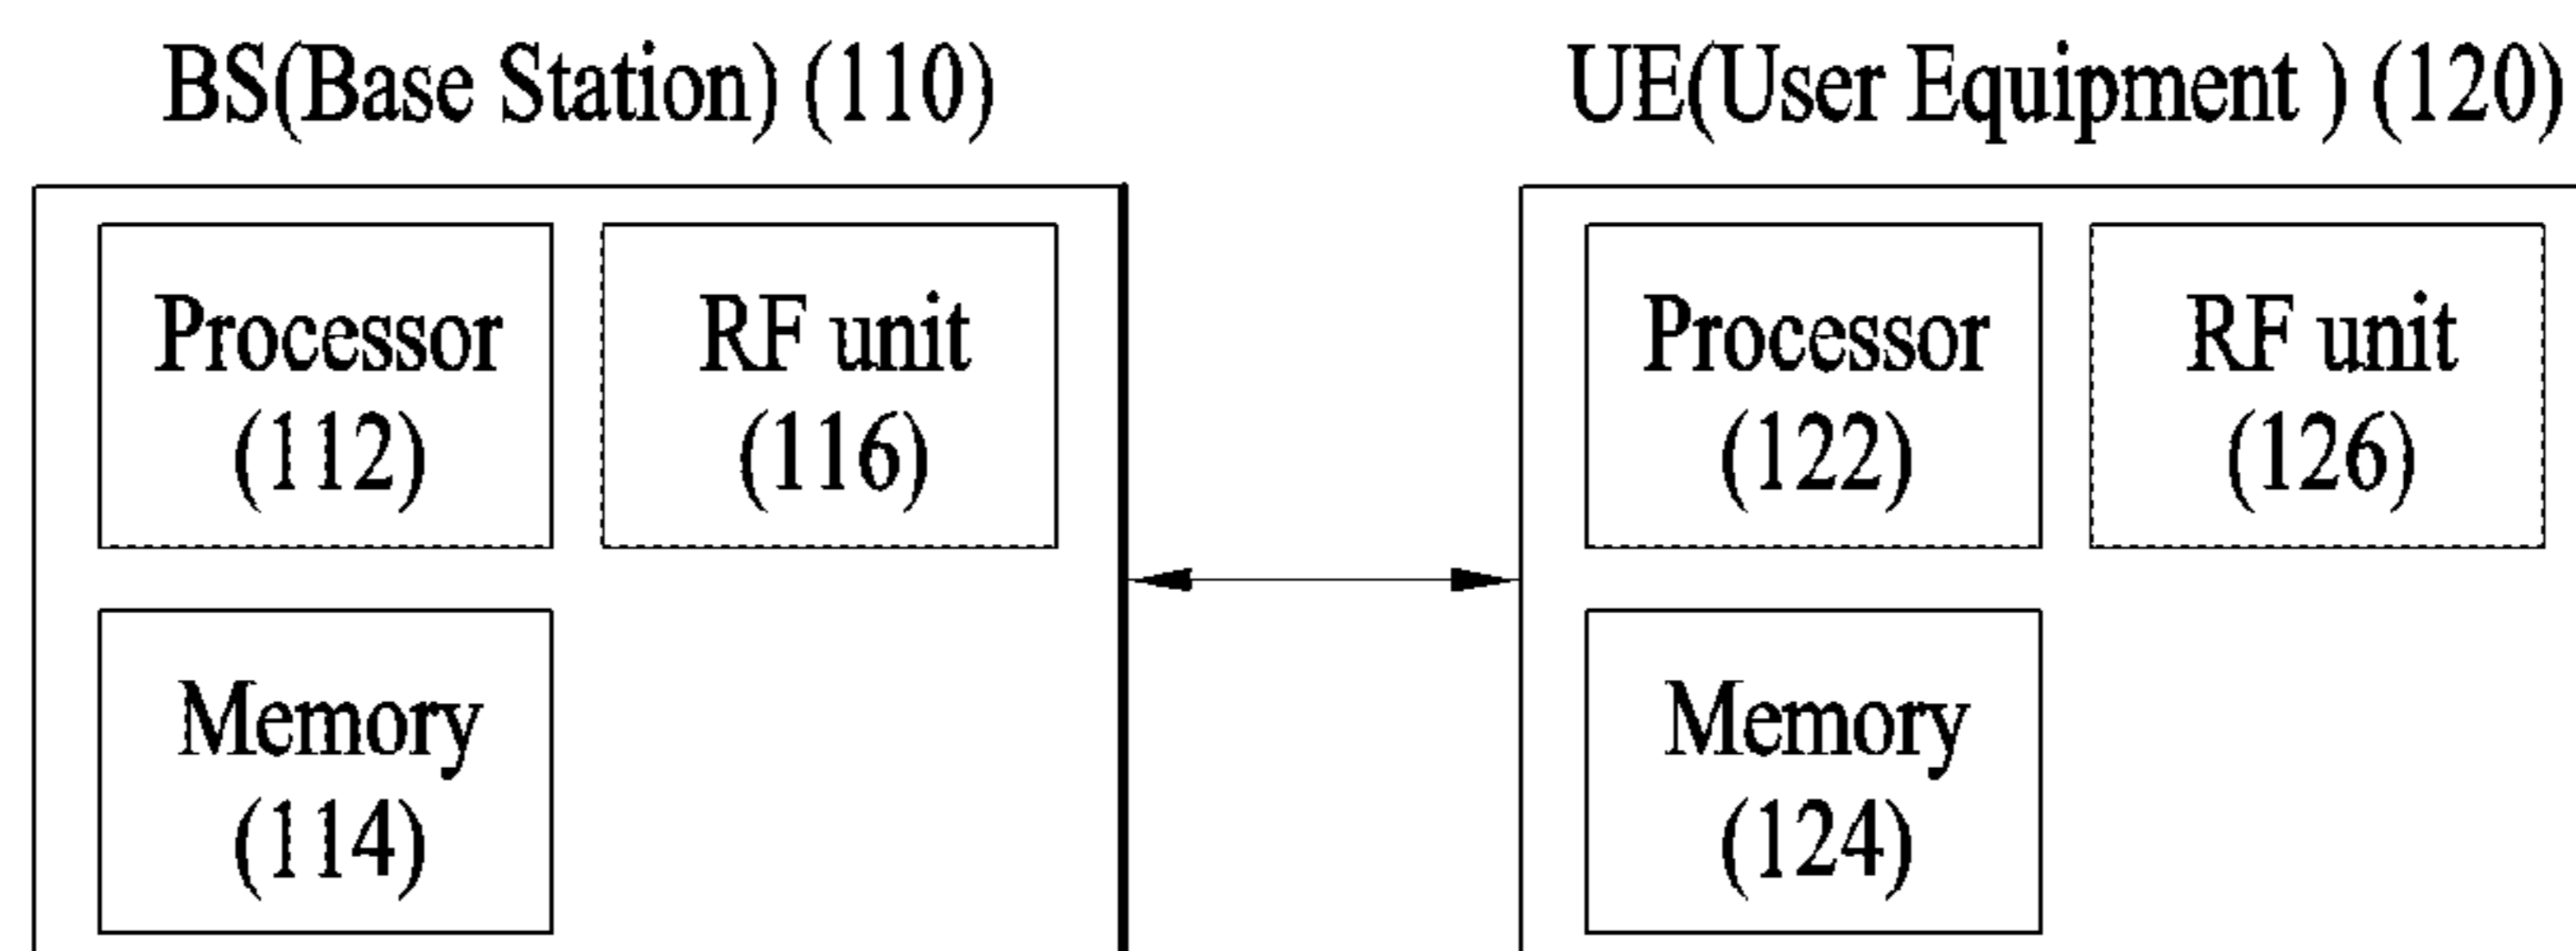 BS(Base Station) (110)
UE(User Equipment ) (120)
Processor
(112)
RF unit
(116)
Memory
(114)
Processor
(122)
RF unit
(126)
Memory
(124)